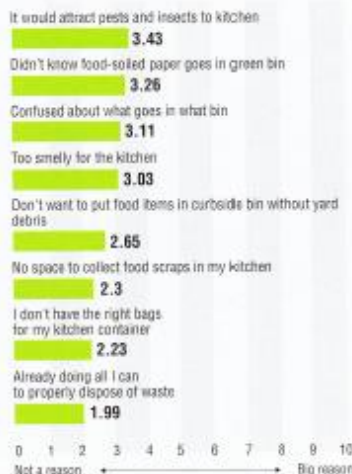 It would attract pests and insects to kitchen
3.43
Didn't know food-soiled paper goes in green bin
3.26
Confused about what goes in what bin
3.11
Too smelly for the kitchen
3.03
Don't want to put food items in curbside bin without yard
debris
2.65
No space to collect food scraps in my kitchen
2.3
I don't have the right bags
for my kitchen container
2.23
Already doing all I can
to properly dispose of waste
1.99
0 1 2 3 4 5 6 7 8 9 10
Not a reason Big reason